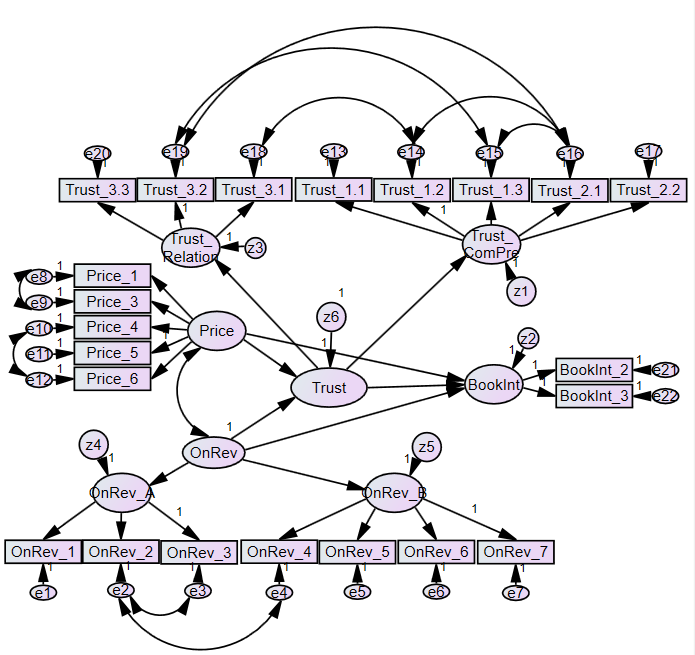 e20 e19 e18 e13 e14 e15 e16 e17
1 1 1 1 1 1 1 1
Trust_3.3 Trust_3.2 Trust_3.1 Trust_1.1 Trust_1.2 Trust_1.3 Trust_2.1 Trust_2.2
1 1
Trust_
Relation
1
z3
Trust_
ComPre
1
z1
e8 1 Price_1
e9 1 Price_3
e10 1 Price_4
e11 1 Price_5
e12 1 Price_6
1
Price
1
z6
1
Trust
z2
1
BookInt
1 BookInt_2 1 e21
1 BookInt_3 1 e22
1
OnRev
z4
1
z5
1
OnRev_A
OnRev_B
1 1
OnRev_1 OnRev_2 OnRev_3 OnRev_4 OnRev_5 OnRev_6 OnRev_7
1 1 1 1 1 1 1
e1 e2 e3 e4 e5 e6 e7